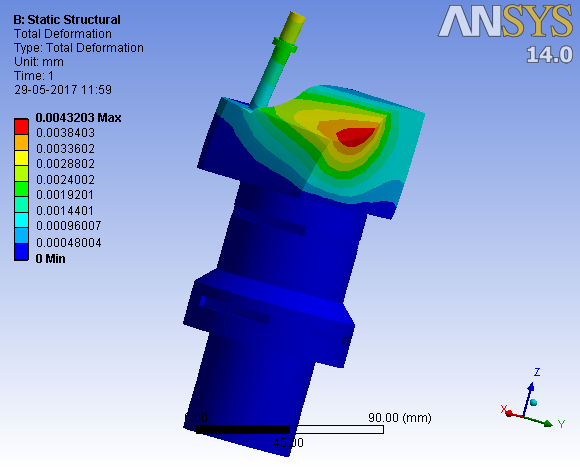 B: Static Structural
Total Deformation
Type: Total Deformation
Unit: mm
Time: 1
29-05-2017 11:59
ANSYS
14.0
0.0043203 Max
0.0038403
0.0033602
0.0028802
0.0024002
0.0019201
0.0014401
0.00096007
0.00048004
0 Min
90.00 (mm)
Z
X
Y